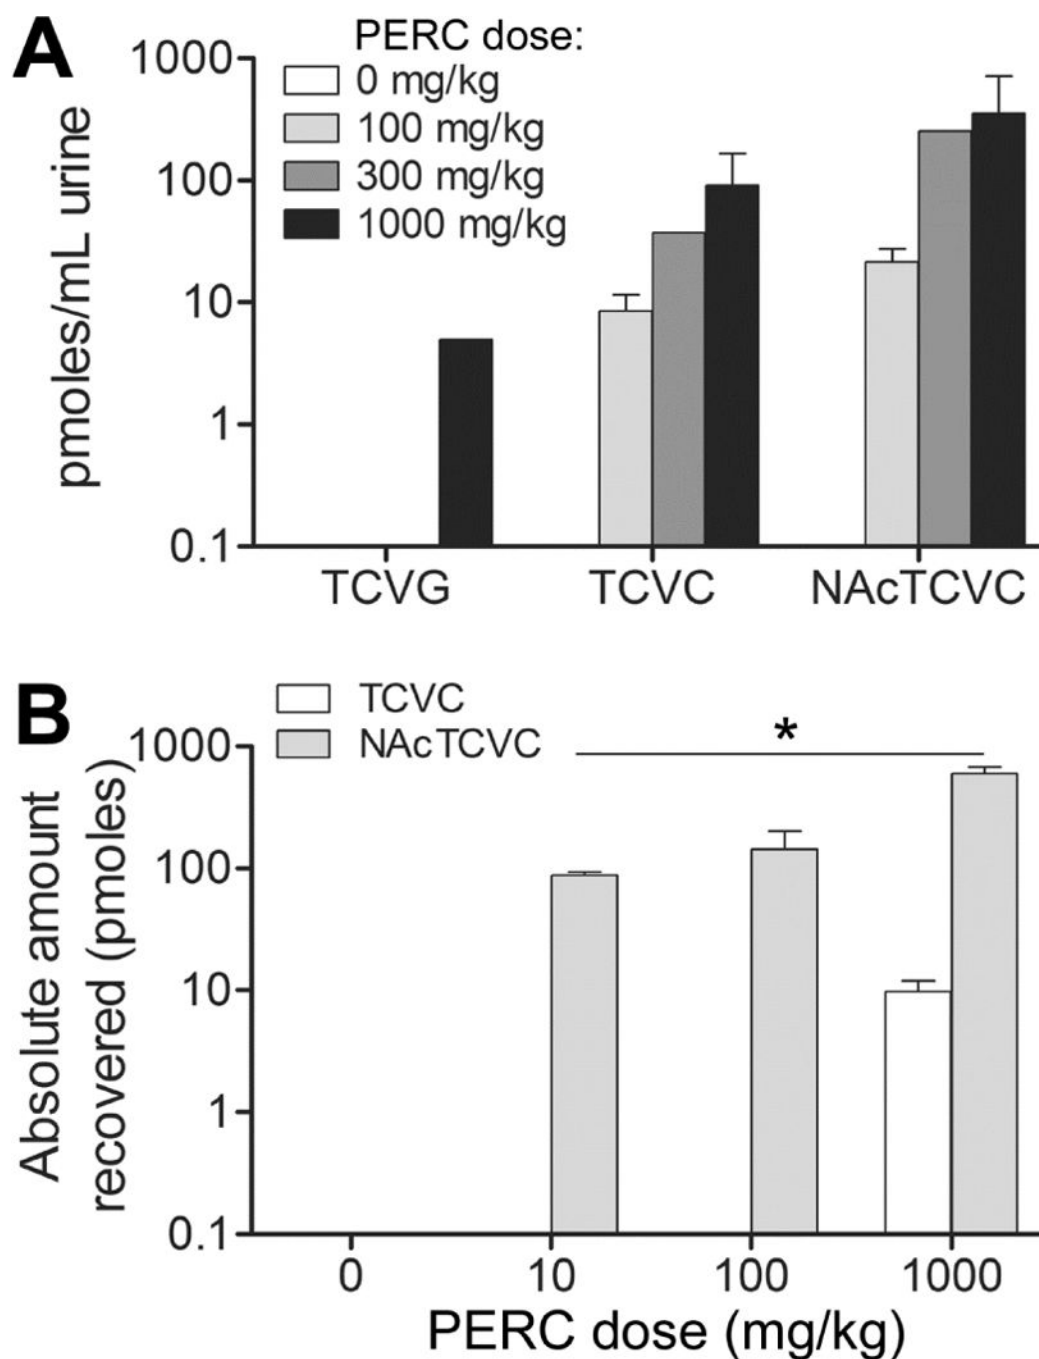 A
PERC dose:
0 mg/kg
100 mg/kg
300 mg/kg
1000 mg/kg
pmoles/mL urine
1000
100
10
1
0.1
TCVG TCVC NAcTCVC
B
TCVC
NAcTCVC
*
Absolute amount
recovered (pmoles)
1000
100
10
1
0.1
0 10 100 1000
PERC dose (mg/kg)